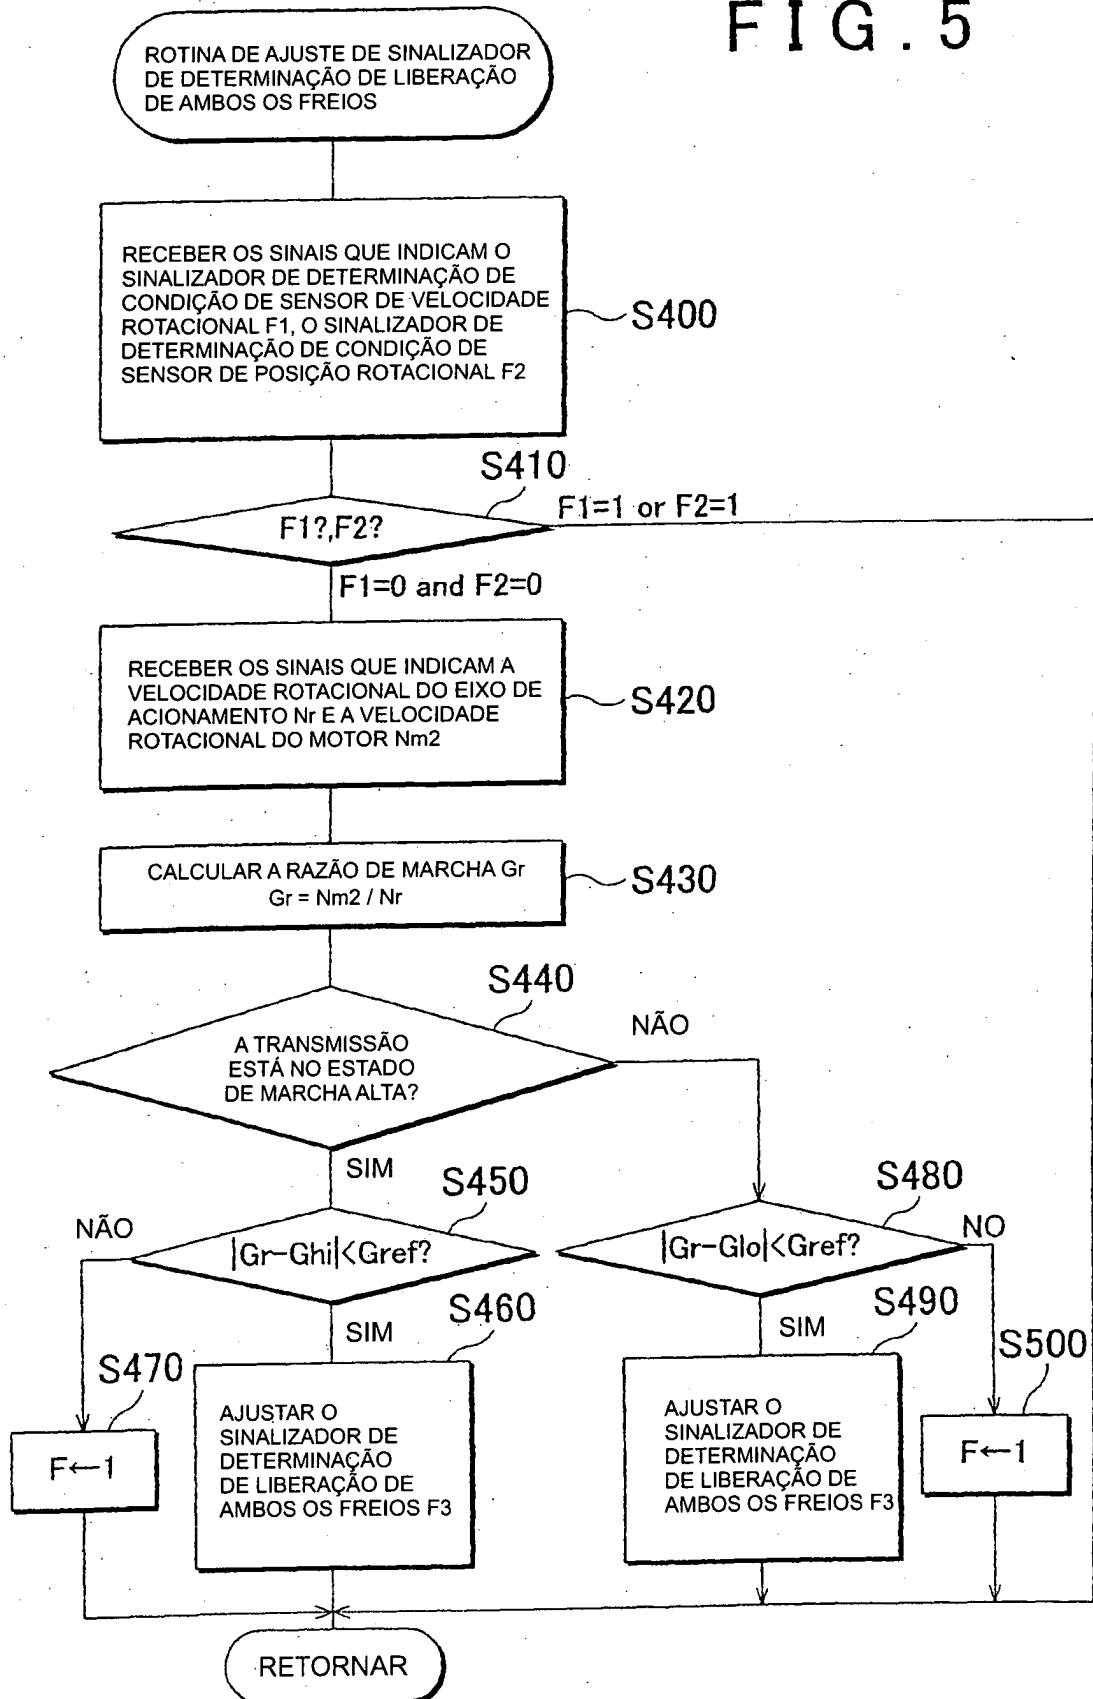 FIG. 5
ROTINA DE AJUSTE DE SINALIZADOR
DE DETERMINAÇÃO DE LIBERAÇÃO
DE AMBOS OS FREIOS
RECEBER OS SINAIS QUE INDICAM O
SINALIZADOR DE DETERMINAÇÃO DE
CONDIÇÃO DE SENSOR DE VELOCIDADE
ROTACIONAL F1, O SINALIZADOR DE
DETERMINAÇÃO DE CONDIÇÃO DE
SENSOR DE POSIÇÃO ROTACIONAL F2
S400
S410
F1?,F2?
F1=1 or F2=1
F1=0 and F2=0
RECEBER OS SINAIS QUE INDICAM A
VELOCIDADE ROTACIONAL DO EIXO DE
ACIONAMENTO Nr E A VELOCIDADE
ROTACIONAL DO MOTOR Nm2
S420
CALCULAR A RAZÃO DE MARCHA Gr
Gr = Nm2 / Nr
S430
S440
A TRANSMISSÃO
ESTÁ NO ESTADO
DE MARCHA ALTA?
NÃO
SIM
S450
NÃO
|Gr-Ghi|<Gref?
S480
|Gr-Glo|<Gref?
NO
SIM
S460
SIM
S490
S470
F←1
AJUSTAR O
SINALIZADOR DE
DETERMINAÇÃO
DE LIBERAÇÃO DE
AMBOS OS FREIOS F3
AJUSTAR O
SINALIZADOR DE
DETERMINAÇÃO
DE LIBERAÇÃO DE
AMBOS OS FREIOS F3
S500
F←1
RETORNAR